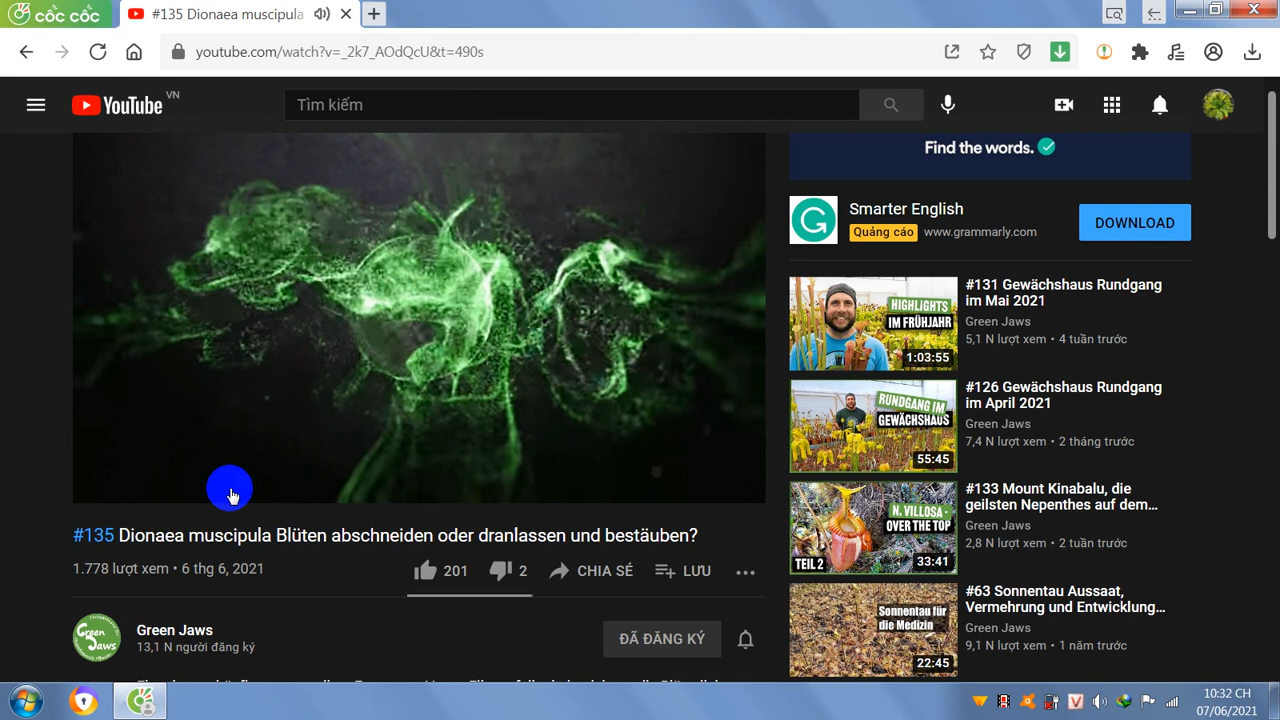 cốc cốc
#135 Dionaea muscipula
youtube.com/watch?v=_2k7_AOdQcU&t=490s
YouTube VN
Tìm kiếm
Find the words.
Smarter English
Quảng cáo www.grammarly.com
DOWNLOAD
HIGHLIGHTS
IM FRÜHJAHR
1:03:55
#131 Gewächshaus Rundgang
im Mai 2021
Green Jaws
5,1 N lượt xem • 4 tuần trước
RUNDGANG IM
GEWÄCHSHAUS
55:45
#126 Gewächshaus Rundgang
im April 2021
Green Jaws
7,4 N lượt xem • 2 tháng trước
N. VILLOSA -
OVER THE TOP
TEIL 2
33:41
#133 Mount Kinabalu, die
geilsten Nepenthes auf dem...
Green Jaws
2,8 N lượt xem • 2 tuần trước
Sonnentau für
die Medizin
22:45
#63 Sonnentau Aussaat,
Vermehrung und Entwicklung...
Green Jaws
9,1 N lượt xem • 1 năm trước
#135 Dionaea muscipula Blüten abschneiden oder dranlassen und bestäuben?
1.778 lượt xem • 6 thg 6, 2021
201
2
CHIA SẺ
LƯU
Green Jaws
Green Jaws
13,1 N người đăng ký
ĐÃ ĐĂNG KÝ
V
10:32 CH
07/06/2021